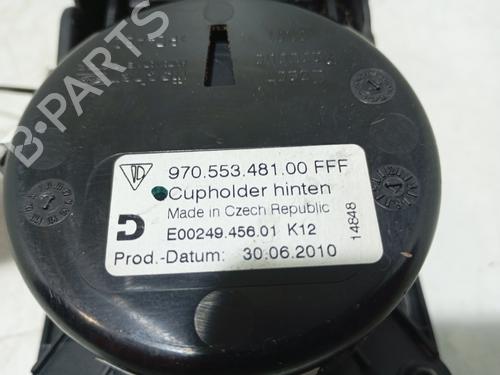 970.553.481.00 FFF
Cupholder hinten
Made in Czech Republic
D E00249.456.01 K12
14848
Prod.-Datum: 30.06.2010
B-PARTS